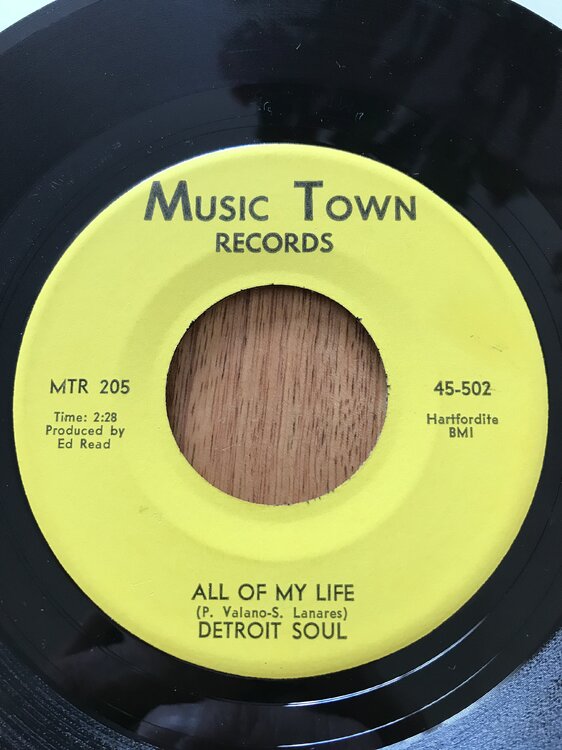 MUSIC TOWN
RECORDS
MTR 205
45-502
Time: 2:28
Produced by
Ed Read
Hartfordite
BMI
ALL OF MY LIFE
(P. Valano-S. Lanares)
DETROIT SOUL